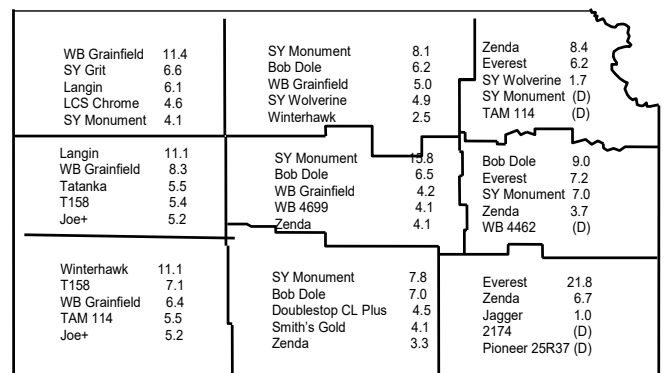 WB Grainfield 11.4
SY Grit 6.6
Langin 6.1
LCS Chrome 4.6
SY Monument 4.1
SY Monument 8.1
Bob Dole 6.2
WB Grainfield 5.0
SY Wolverine 4.9
Winterhawk 2.5
Zenda 8.4
Everest 6.2
SY Wolverine 1.7
SY Monument (D)
TAM 114 (D)
Langin 11.1
WB Grainfield 8.3
Tatanka 5.5
T158 5.4
Joe+ 5.2
SY Monument 15.8
Bob Dole 6.5
WB Grainfield 4.2
WB 4699 4.1
Zenda 4.1
Bob Dole 9.0
Everest 7.2
SY Monument 7.0
Zenda 3.7
WB 4462 (D)
Winterhawk 11.1
T158 7.1
WB Grainfield 6.4
TAM 114 5.5
Joe+ 5.2
SY Monument 7.8
Bob Dole 7.0
Doublestop CL Plus 4.5
Smith's Gold 4.1
Zenda 3.3
Everest 21.8
Zenda 6.7
Jagger 1.0
2174 (D)
Pioneer 25R37 (D)